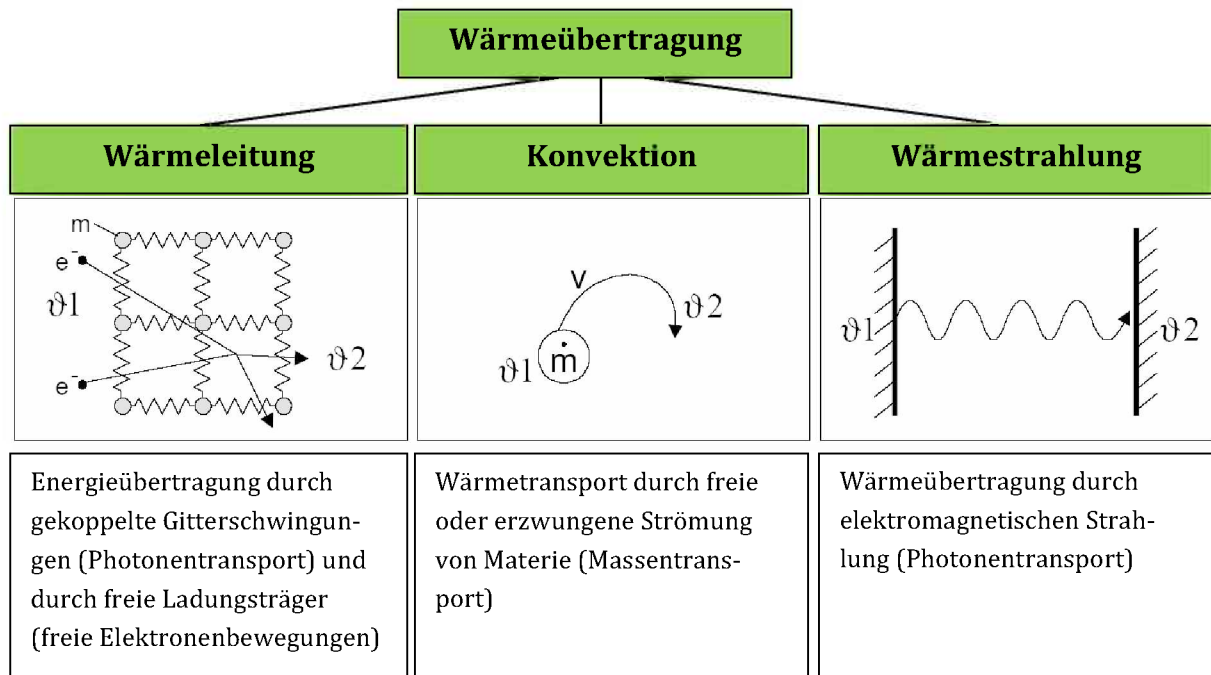 Wärmeübertragung
Wärmeleitung
Konvektion
Wärmestrahlung
m
e⁻
ϑ1
e⁻
ϑ2
v
ϑ1
ṁ
ϑ2
ϑ1
ϑ2
Energieübertragung durch
gekoppelte Gitterschwingun-
gen (Photonentransport) und
durch freie Ladungsträger
(freie Elektronenbewegungen)
Wärmetransport durch freie
oder erzwungene Strömung
von Materie (Massentrans-
port)
Wärmeübertragung durch
elektromagnetischen Strah-
lung (Photonentransport)